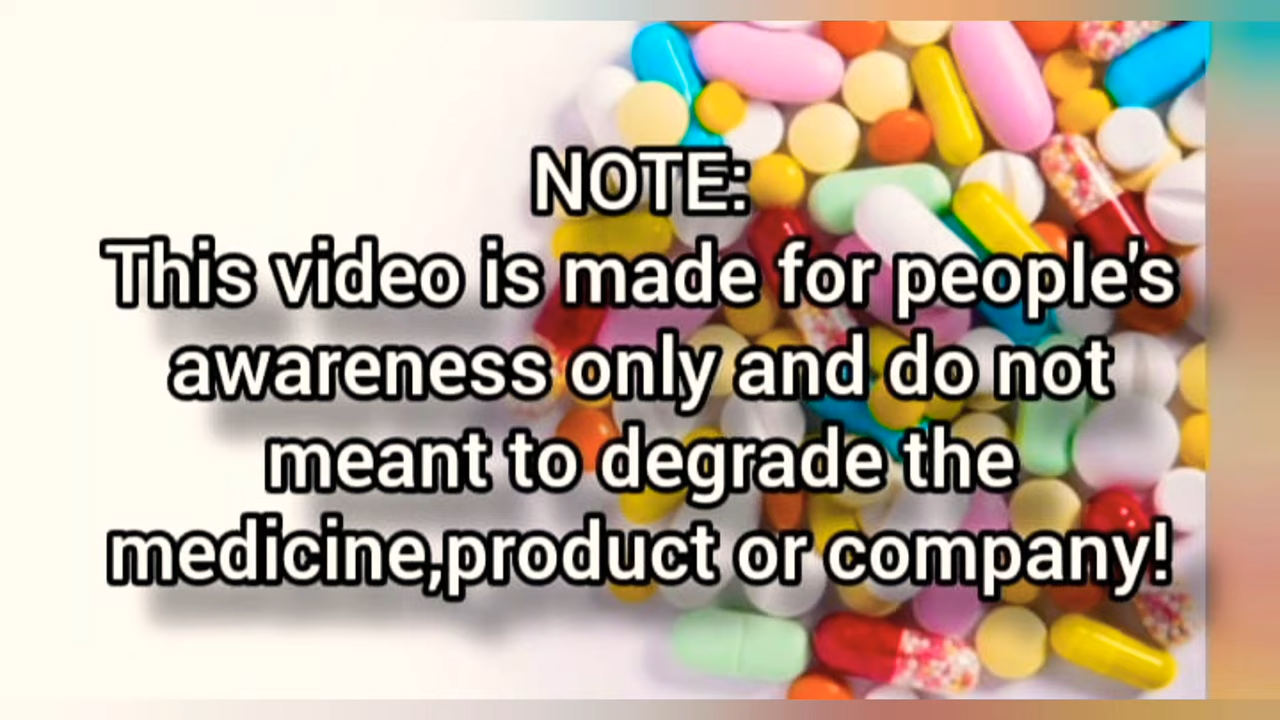 NOTE:
This video is made for people's
awareness only and do not
meant to degrade the
medicine,product or company!